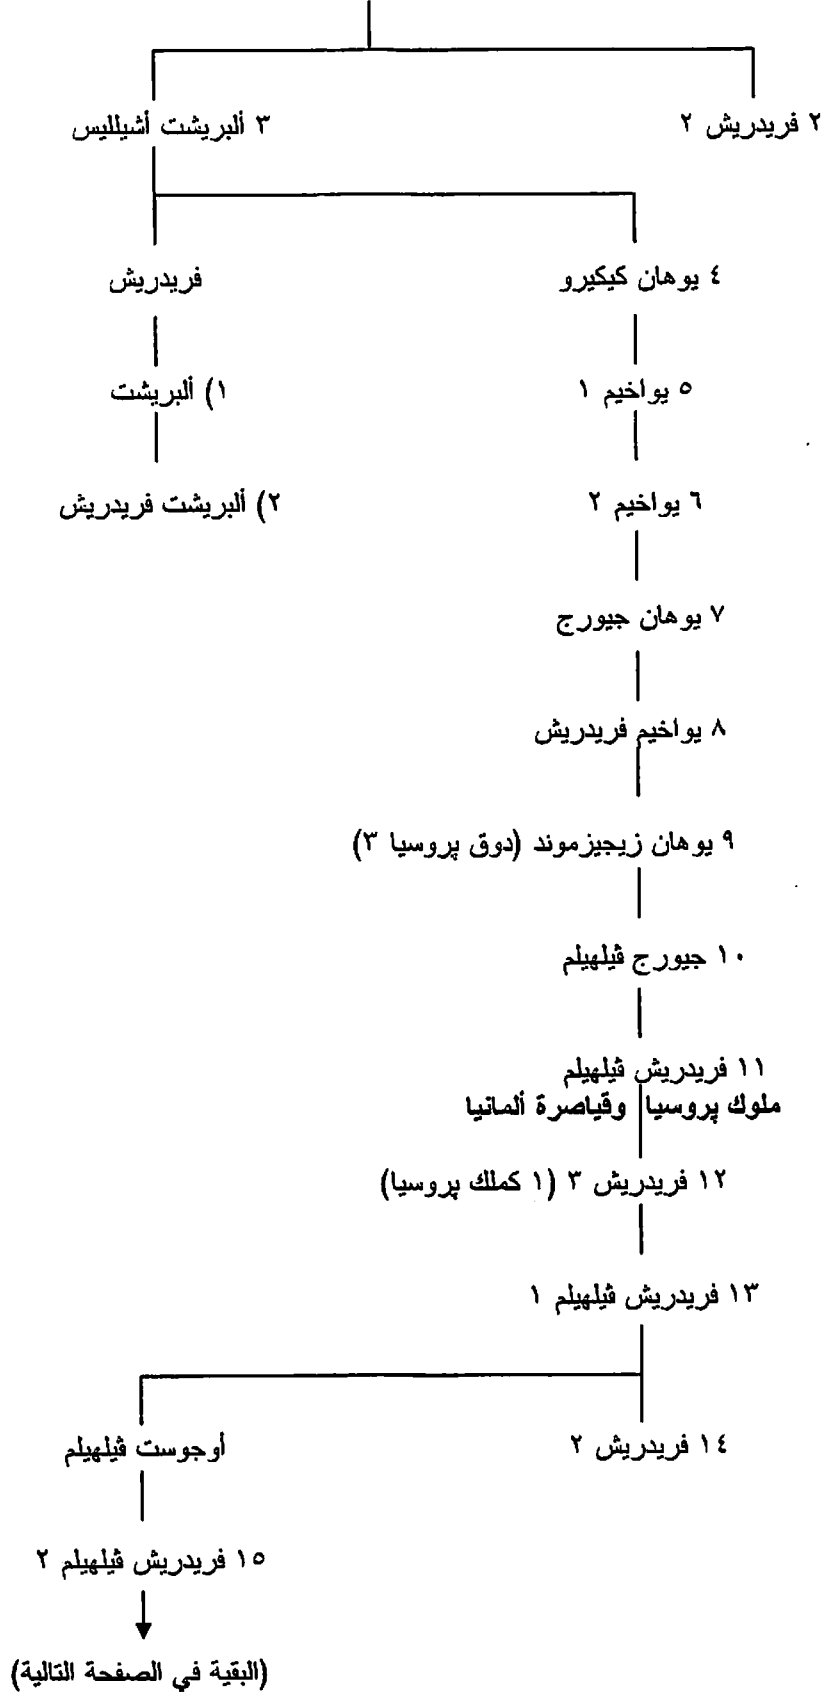 ٢ فريدريش ٢
٣ ألبريشت أشيلليس
٤ يوهان كيكيرو
فريدريش
٥ يواخيم ١
١) ألبريشت
٦ يواخيم ٢
٢) ألبريشت فريدريش
٧ يوهان جيورج
٨ يواخيم فريدريش
٩ يوهان زيجيزموند (دوق پروسيا ٣)
١٠ جيورج ڤيلهيلم
١١ فريدريش ڤيلهيلم
ملوك پروسيا وقياصرة ألمانيا
١٢ فريدريش ٣ (١ كملك پروسيا)
١٣ فريدريش ڤيلهيلم ١
١٤ فريدريش ٢
أوجوست ڤيلهيلم
١٥ فريدريش ڤيلهيلم ٢
(البقية في الصفحة التالية)